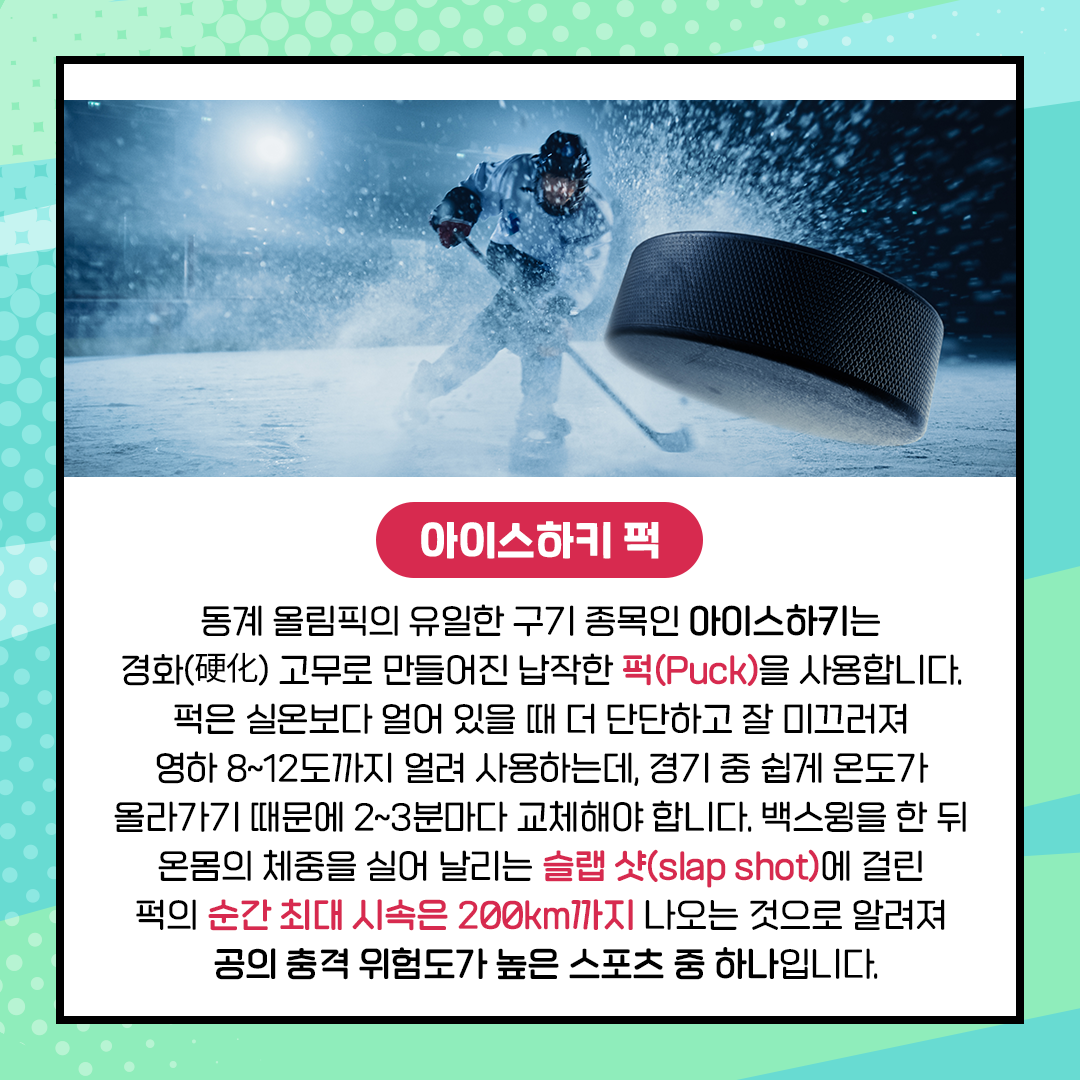 아이스하키 퍽
동계 올림픽의 유일한 구기 종목인 아이스하키는
경화(硬化) 고무로 만들어진 납작한 퍽(Puck)을 사용합니다.
퍽은 실온보다 얼어 있을 때 더 단단하고 잘 미끄러져
영하 8~12도까지 얼려 사용하는데, 경기 중 쉽게 온도가
올라가기 때문에 2~3분마다 교체해야 합니다. 백스윙을 한 뒤
온몸의 체중을 실어 날리는 슬랩 샷(slap shot)에 걸린
퍽의 순간 최대 시속은 200km까지 나오는 것으로 알려져
공의 충격 위험도가 높은 스포츠 중 하나입니다.